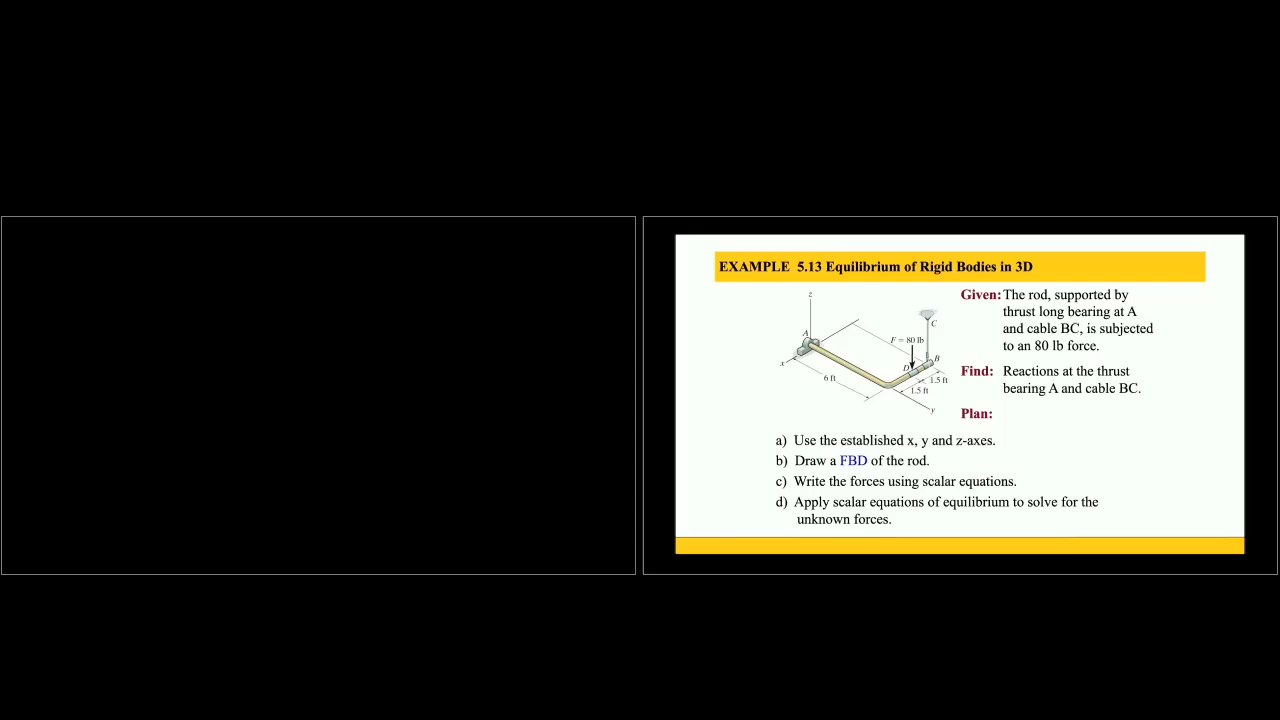 EXAMPLE 5.13 Equilibrium of Rigid Bodies in 3D
z
A
x
6 ft
F = 80 lb
C
B
D
1.5 ft
1.5 ft
y
Given: The rod, supported by
thrust long bearing at A
and cable BC, is subjected
to an 80 lb force.
Find: Reactions at the thrust
bearing A and cable BC.
Plan:
a) Use the established x, y and z-axes.
b) Draw a FBD of the rod.
c) Write the forces using scalar equations.
d) Apply scalar equations of equilibrium to solve for the
unknown forces.